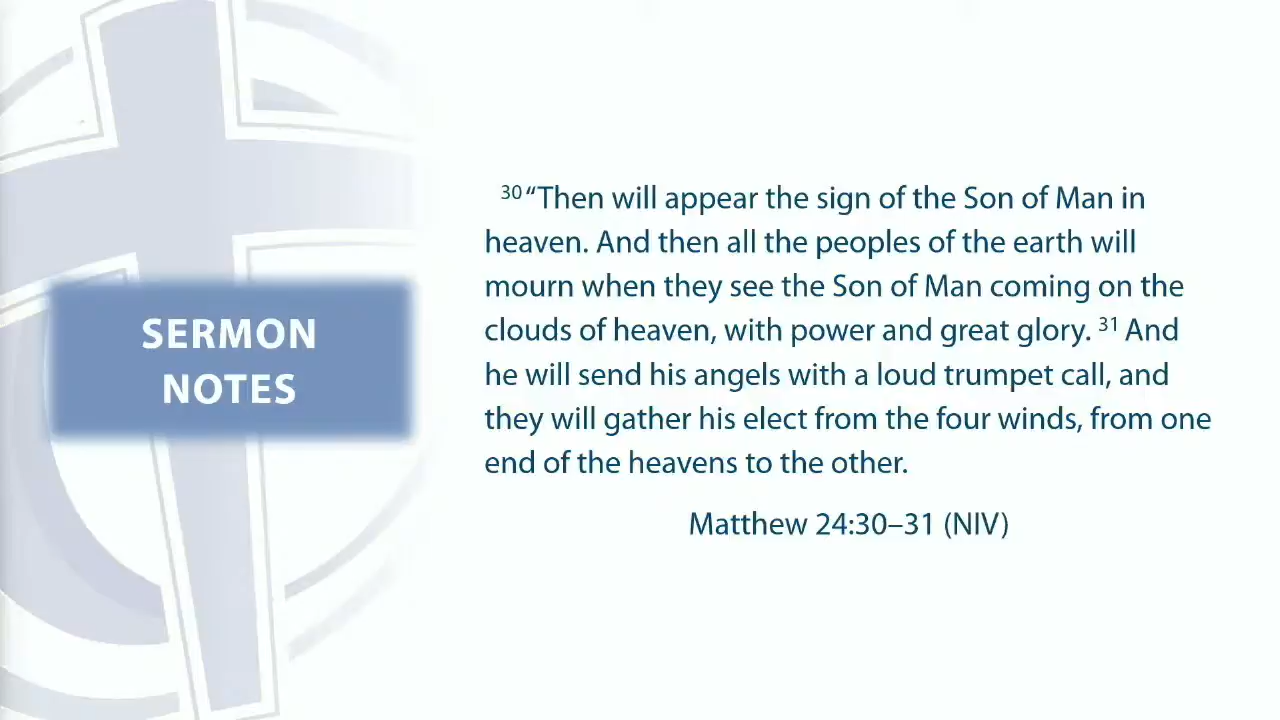 SERMON
NOTES
30 “Then will appear the sign of the Son of Man in
heaven. And then all the peoples of the earth will
mourn when they see the Son of Man coming on the
clouds of heaven, with power and great glory. 31 And
he will send his angels with a loud trumpet call, and
they will gather his elect from the four winds, from one
end of the heavens to the other.
Matthew 24:30–31 (NIV)